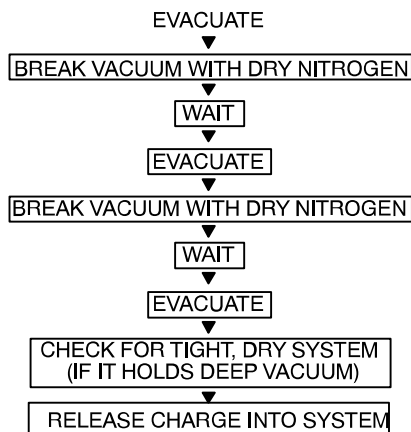 EVACUATE
BREAK VACUUM WITH DRY NITROGEN
WAIT
EVACUATE
BREAK VACUUM WITH DRY NITROGEN
WAIT
EVACUATE
CHECK FOR TIGHT, DRY SYSTEM
(IF IT HOLDS DEEP VACUUM)
RELEASE CHARGE INTO SYSTEM